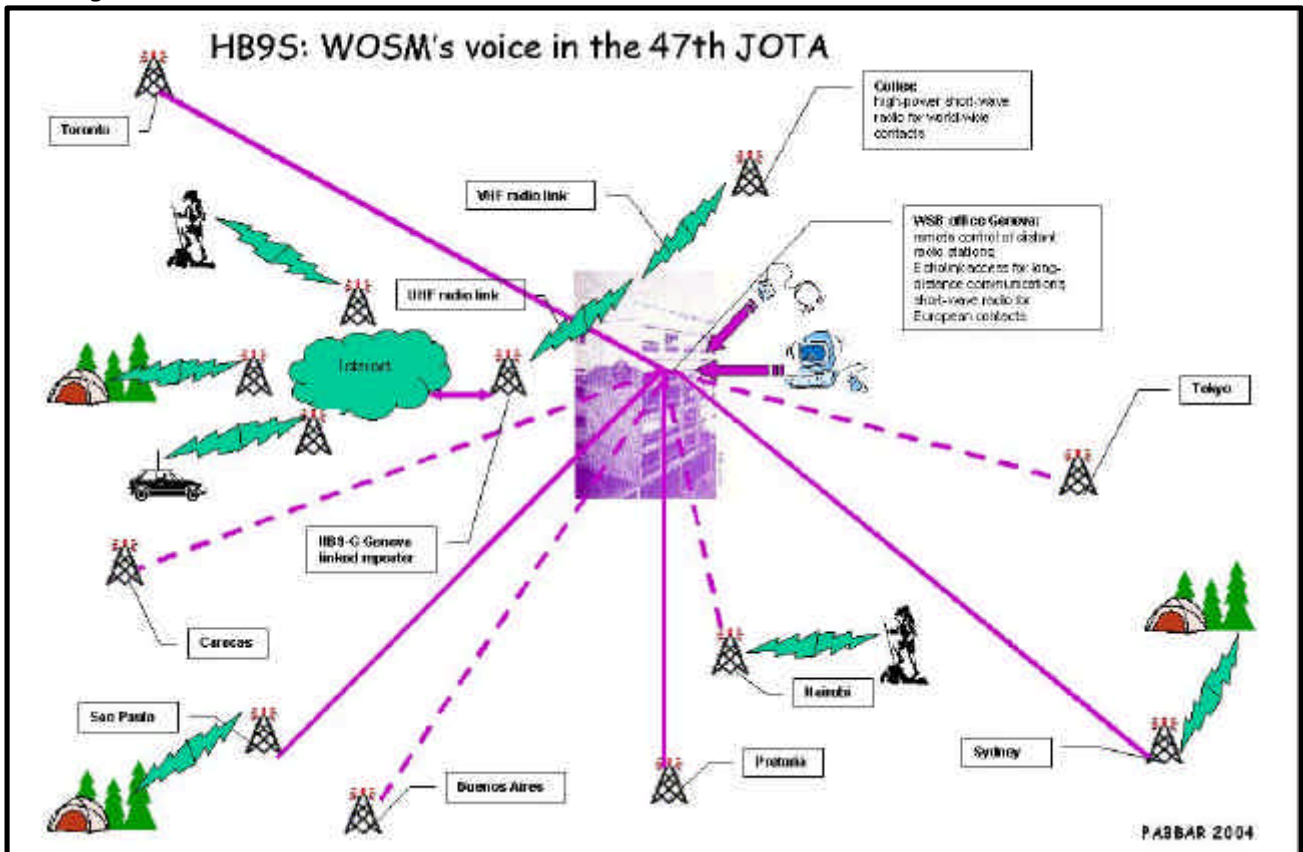 HB9S: WOSM's voice in the 47th JOTA
Toronto
Collex:
high-power short-wave
radio for world-wide
contacts
VHF radio link
WSB office Geneva:
remote control of distant
radio stations;
Echolink access for long-
distance communications;
short-wave radio for
European contacts
UHF radio link
Internet
Tokyo
HB9-G Geneva
linked repeater
Caracas
Nairobi
Sao Paulo
Sydney
Pretoria
Buenos Aires
PA3BAR 2004